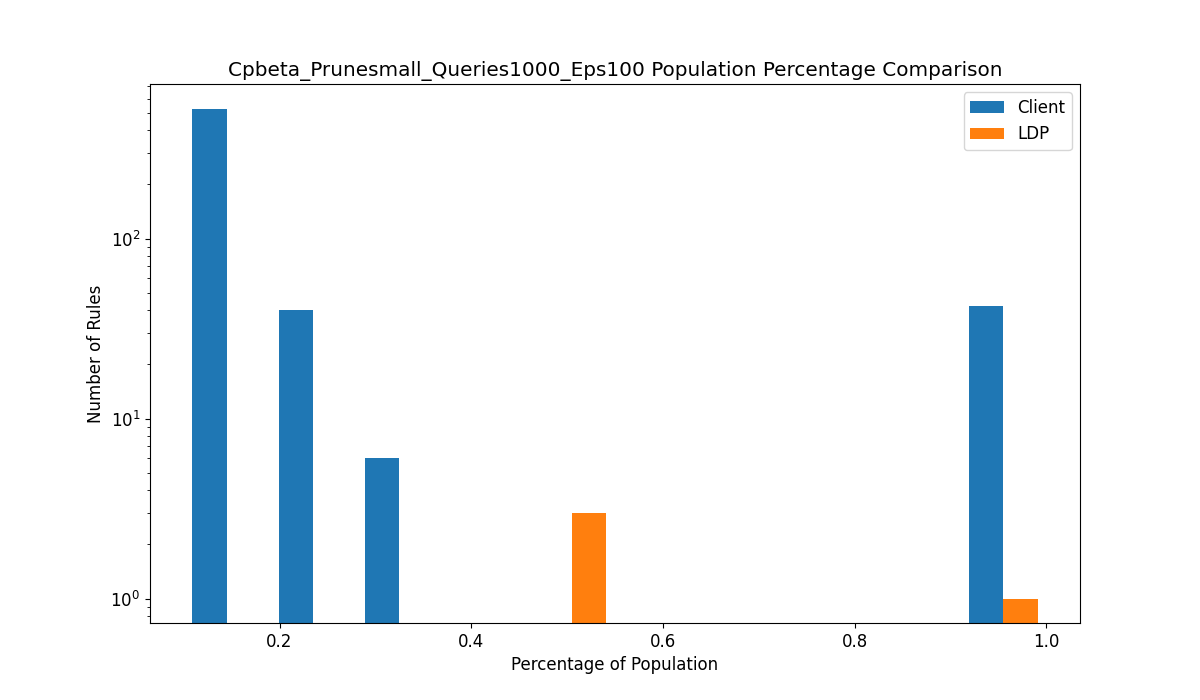 Cpbeta_Prunesmall_Queries1000_Eps100 Population Percentage Comparison
Client
LDP
Number of Rules
10²
10¹
10⁰
0.2 0.4 0.6 0.8 1.0
Percentage of Population